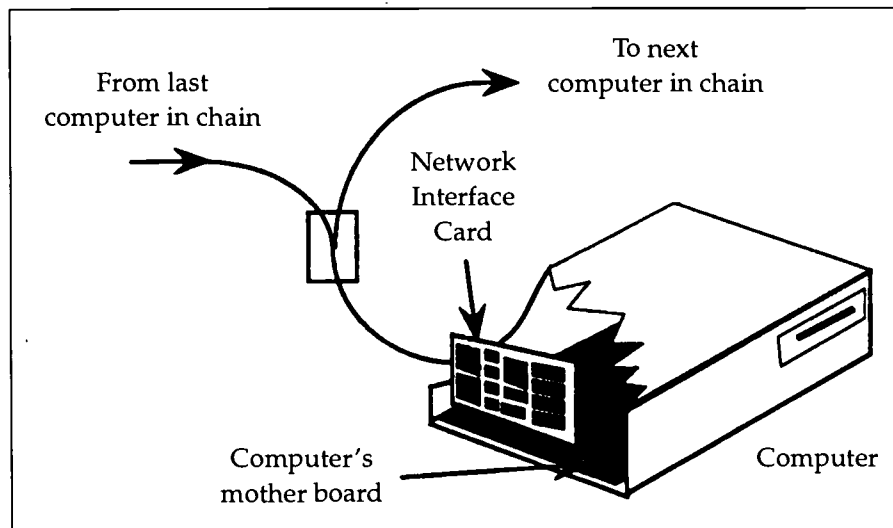 From last
computer in chain
To next
computer in chain
Network
Interface
Card
Computer's
mother board
Computer